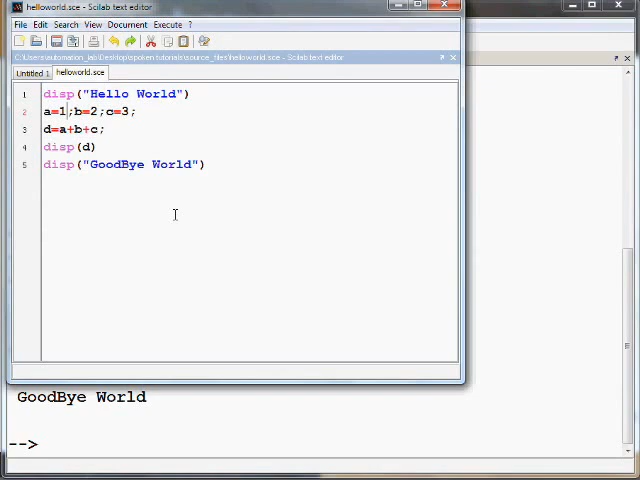 helloworld.sce - Scilab text editor
File Edit Search View Document Execute ?
C:\Users\automation_lab\Desktop\spoken tutorials\source_files\helloworld.sce - Scilab text editor
Untitled 1 helloworld.sce
1 disp("Hello World")
2 a=1;b=2;c=3;
3 d=a+b+c;
4 disp(d)
5 disp("GoodBye World")
GoodBye World
-->